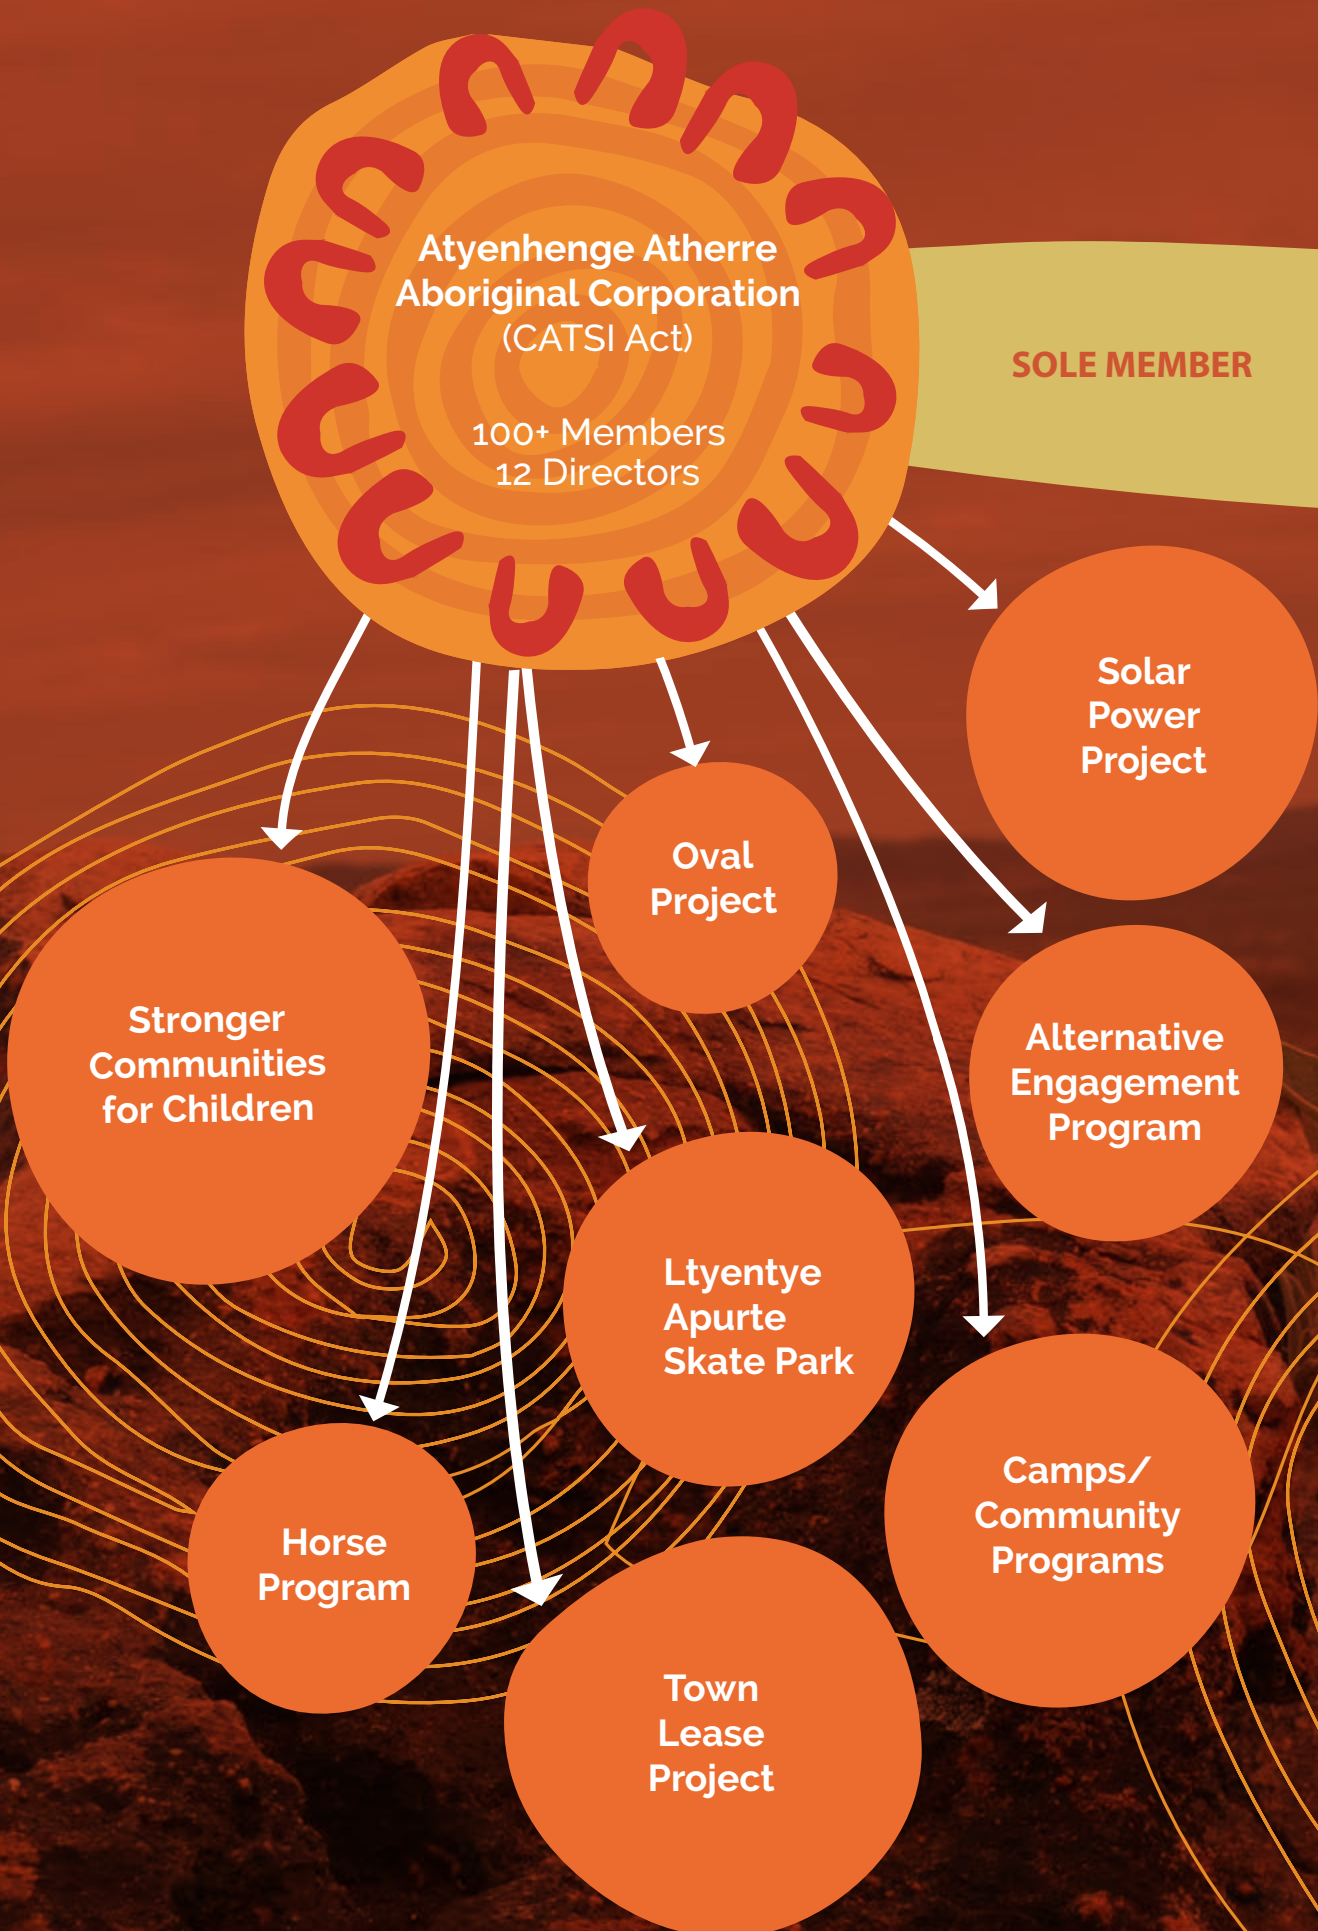 Atyenhenge Atherre
Aboriginal Corporation
(CATSI Act)
100+ Members
12 Directors
SOLE MEMBER
Solar
Power
Project
Oval
Project
Stronger
Communities
for Children
Alternative
Engagement
Program
Ltyentye
Apurte
Skate Park
Camps/
Community
Programs
Horse
Program
Town
Lease
Project